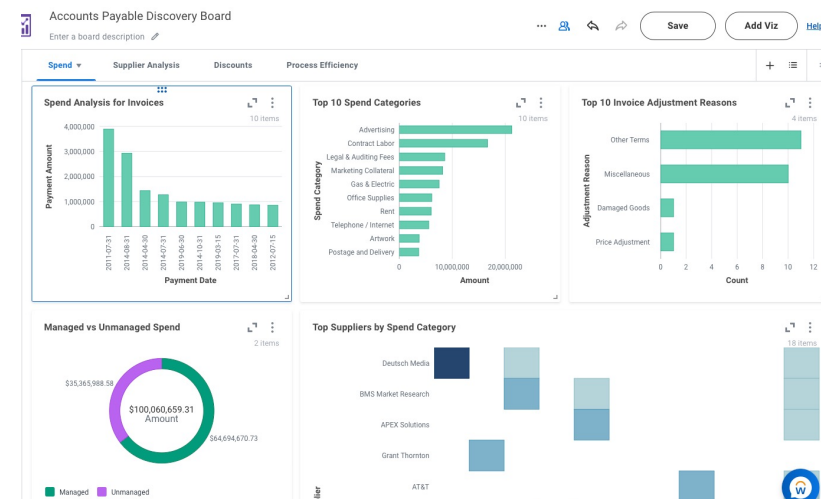 Accounts Payable Discovery Board
Enter a board description
Save
Add Viz
Help
Spend
Supplier Analysis
Discounts
Process Efficiency
Spend Analysis for Invoices
10 items
Payment Amount
4,000,000
3,000,000
2,000,000
1,000,000
0
2011-07-31
2014-08-31
2014-04-30
2014-07-31
2019-06-30
2014-10-31
2019-03-15
2017-07-31
2018-04-30
2012-07-15
Payment Date
Top 10 Spend Categories
10 items
Spend Category
Advertising
Contract Labor
Legal & Auditing Fees
Marketing Collateral
Gas & Electric
Office Supplies
Rent
Telephone / Internet
Artwork
Postage and Delivery
0 10,000,000 20,000,000
Amount
Top 10 Invoice Adjustment Reasons
4 items
Adjustment Reason
Other Terms
Miscellaneous
Damaged Goods
Price Adjustment
0 2 4 6 8 10 12
Count
Managed vs Unmanaged Spend
2 items
$35,365,988.58
$100,060,659.31
Amount
$64,694,670.73
Managed
Unmanaged
Top Suppliers by Spend Category
18 items
Deutsch Media
BMS Market Research
APEX Solutions
Grant Thornton
AT&T
w